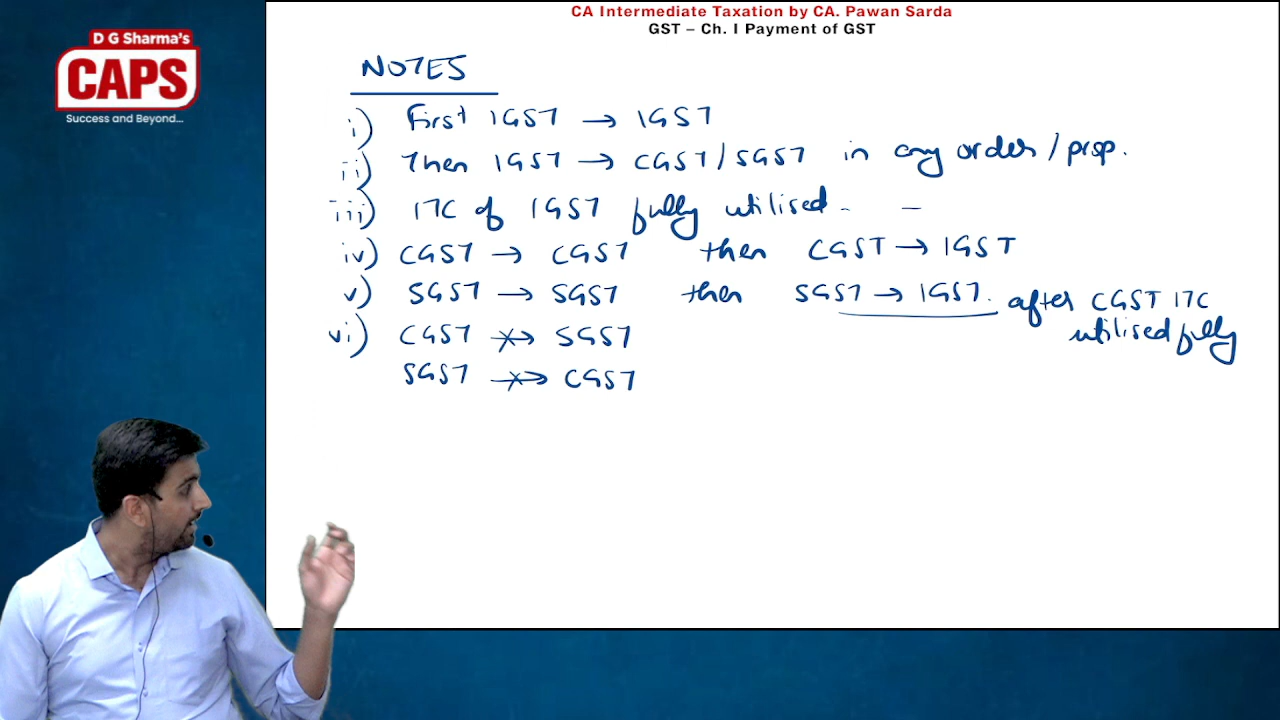 D G Sharma's
CAPS
Success and Beyond...
CA Intermediate Taxation by CA. Pawan Sarda
GST – Ch. I Payment of GST
NOTES
i) First IGST → IGST
ii) Then IGST → CGST/SGST in any order/prop.
iii) ITC of IGST fully utilised - —
iv) CGST → CGST then CGST → IGST
v) SGST → SGST then SGST → IGST. after CGST ITC
utilised fully
vi) CGST ↛ SGST
SGST ↛ CGST